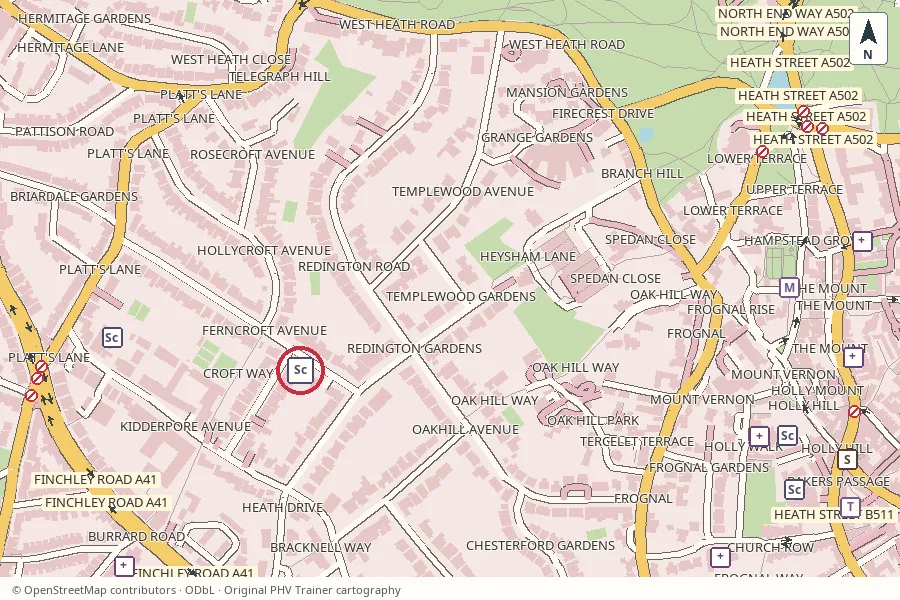 HERMITAGE GARDENS
WEST HEATH ROAD
NORTH END WAY A502
NORTH END WAY A50
HERMITAGE LANE
WEST HEATH ROAD
N
WEST HEATH CLOSE
HEATH STREET A502
TELEGRAPH HILL
PLATT'S LANE
MANSION GARDENS
HEATH STREET A502
PLATT'S LANE
FIRECREST DRIVE
HEATH STREET A502
PATTISON ROAD
GRANGE GARDENS
HEATH STREET A502
PLATT'S LANE
ROSECROFT AVENUE
LOWER TERRACE
BRANCH HILL
BRIARDALE GARDENS
TEMPLEWOOD AVENUE
UPPER TERRACE
LOWER TERRACE
HOLLYCROFT AVENUE
SPEDAN CLOSE
HAMPSTEAD GRO
+
HEYSHAM LANE
PLATT'S LANE
REDINGTON ROAD
SPEDAN CLOSE
M
THE MOUNT
TEMPLEWOOD GARDENS
OAK HILL WAY
THE MOUNT
FROGNAL RISE
FERNCROFT AVENUE
FROGNAL
Sc
PLATT'S LANE
REDINGTON GARDENS
THE MOUNT
+
CROFT WAY
Sc
OAK HILL WAY
MOUNT VERNON
HOLLY MOUNT
OAK HILL WAY
MOUNT VERNON
HOLLY HILL
KIDDERPORE AVENUE
OAKHILL AVENUE
OAK HILL PARK
TERGELET TERRACE
+
Sc
HOLLY WALK
HOLLY HILL
S
FINCHLEY ROAD A41
FROGNAL GARDENS
BAKERS PASSAGE
Sc
FINCHLEY ROAD A41
HEATH DRIVE
FROGNAL
T
HEATH STREET B511
BURRARD ROAD
BRACKNELL WAY
CHESTERFORD GARDENS
CHURCH ROW
+
+
FINCHLEY ROAD A41
FROGNAL WAY
© OpenStreetMap contributors · ODbL · Original PHV Trainer cartography